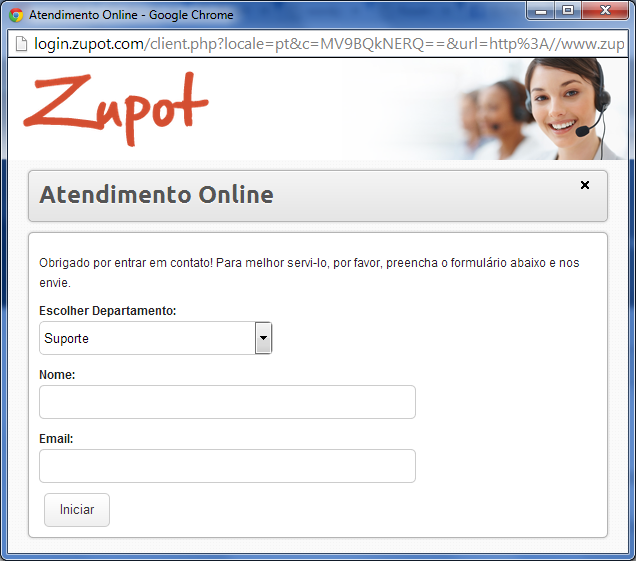 Atendimento Online - Google Chrome
login.zupot.com/client.php?locale=pt&c=MV9BQkNERQ==&url=http%3A//www.zup
Zupot
Atendimento Online
Obrigado por entrar em contato! Para melhor servi-lo, por favor, preencha o formulário abaixo e nos
envie.
Escolher Departamento:
Suporte
Nome:
Email:
Iniciar